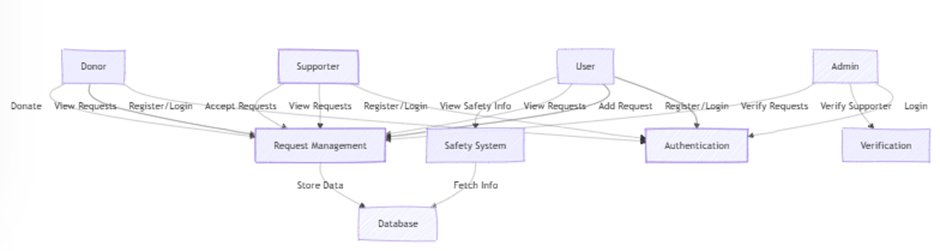 Donor Supporter User Admin
Donate View Requests Register/Login Accept Requests View Requests Register/Login View Safety Info View Requests Add Request Register/Login Verify Requests Verify Supporter Login
Request Management Safety System Authentication Verification
Store Data Fetch Info
Database